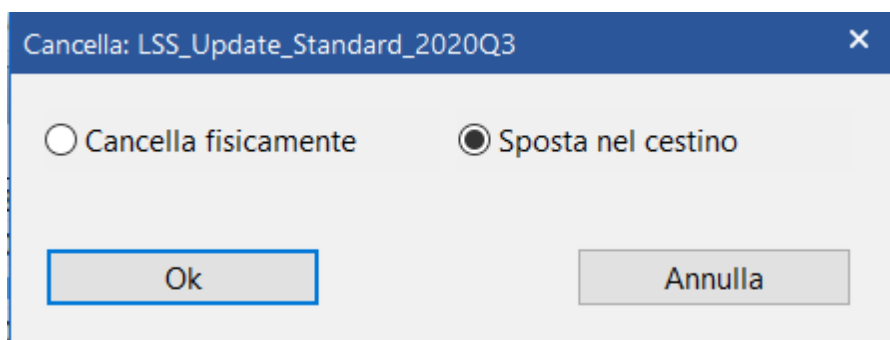 Cancella: LSS_Update_Standard_2020Q3
Cancella fisicamente Sposta nel cestino
Ok Annulla